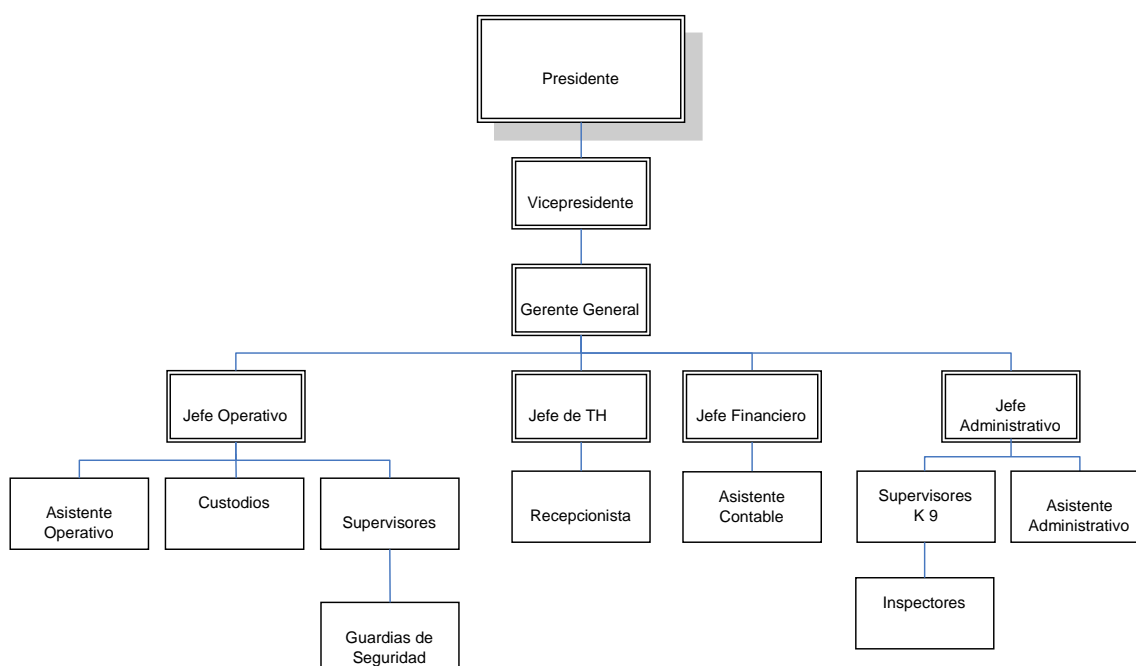 Presidente
Vicepresidente
Gerente General
Jefe Operativo
Jefe de TH
Jefe Financiero
Jefe
Administrativo
Asistente
Operativo
Custodios
Supervisores
Recepcionista
Asistente
Contable
Supervisores
K 9
Asistente
Administrativo
Guardias de
Seguridad
Inspectores